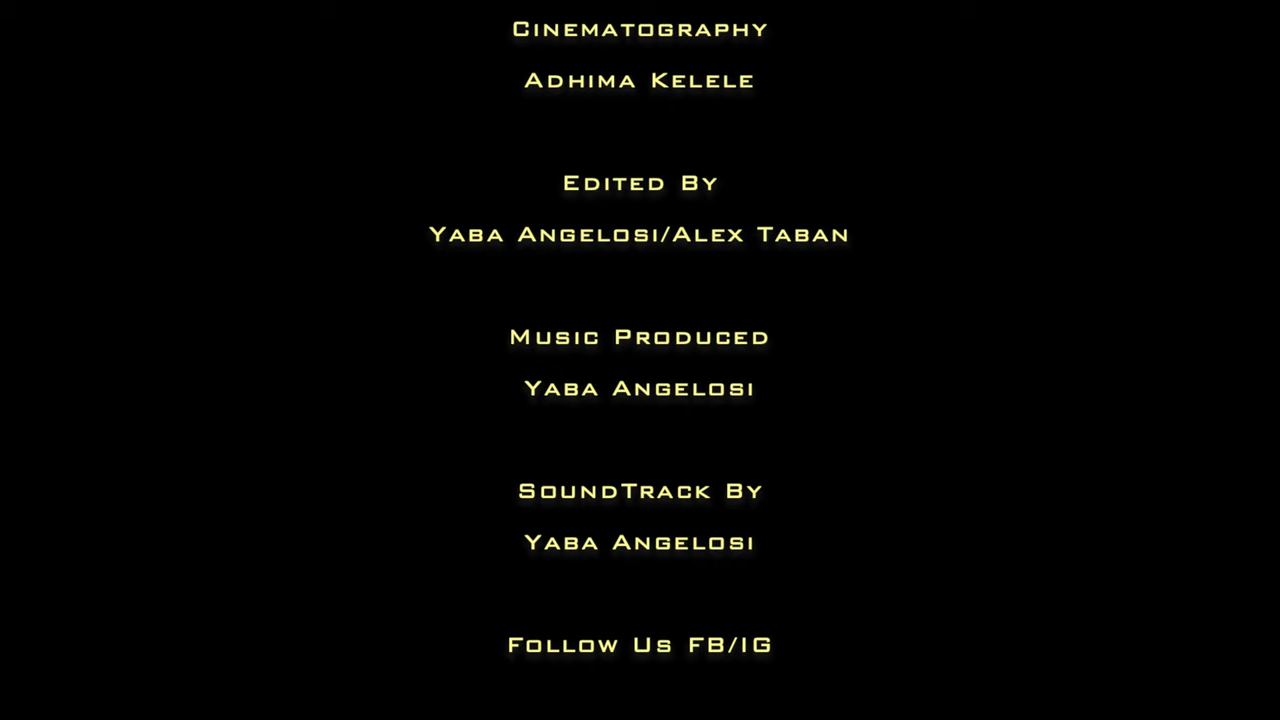 Cinematography
Adhima Kelele
Edited By
Yaba Angelosi/Alex Taban
Music Produced
Yaba Angelosi
SoundTrack By
Yaba Angelosi
Follow Us FB/IG